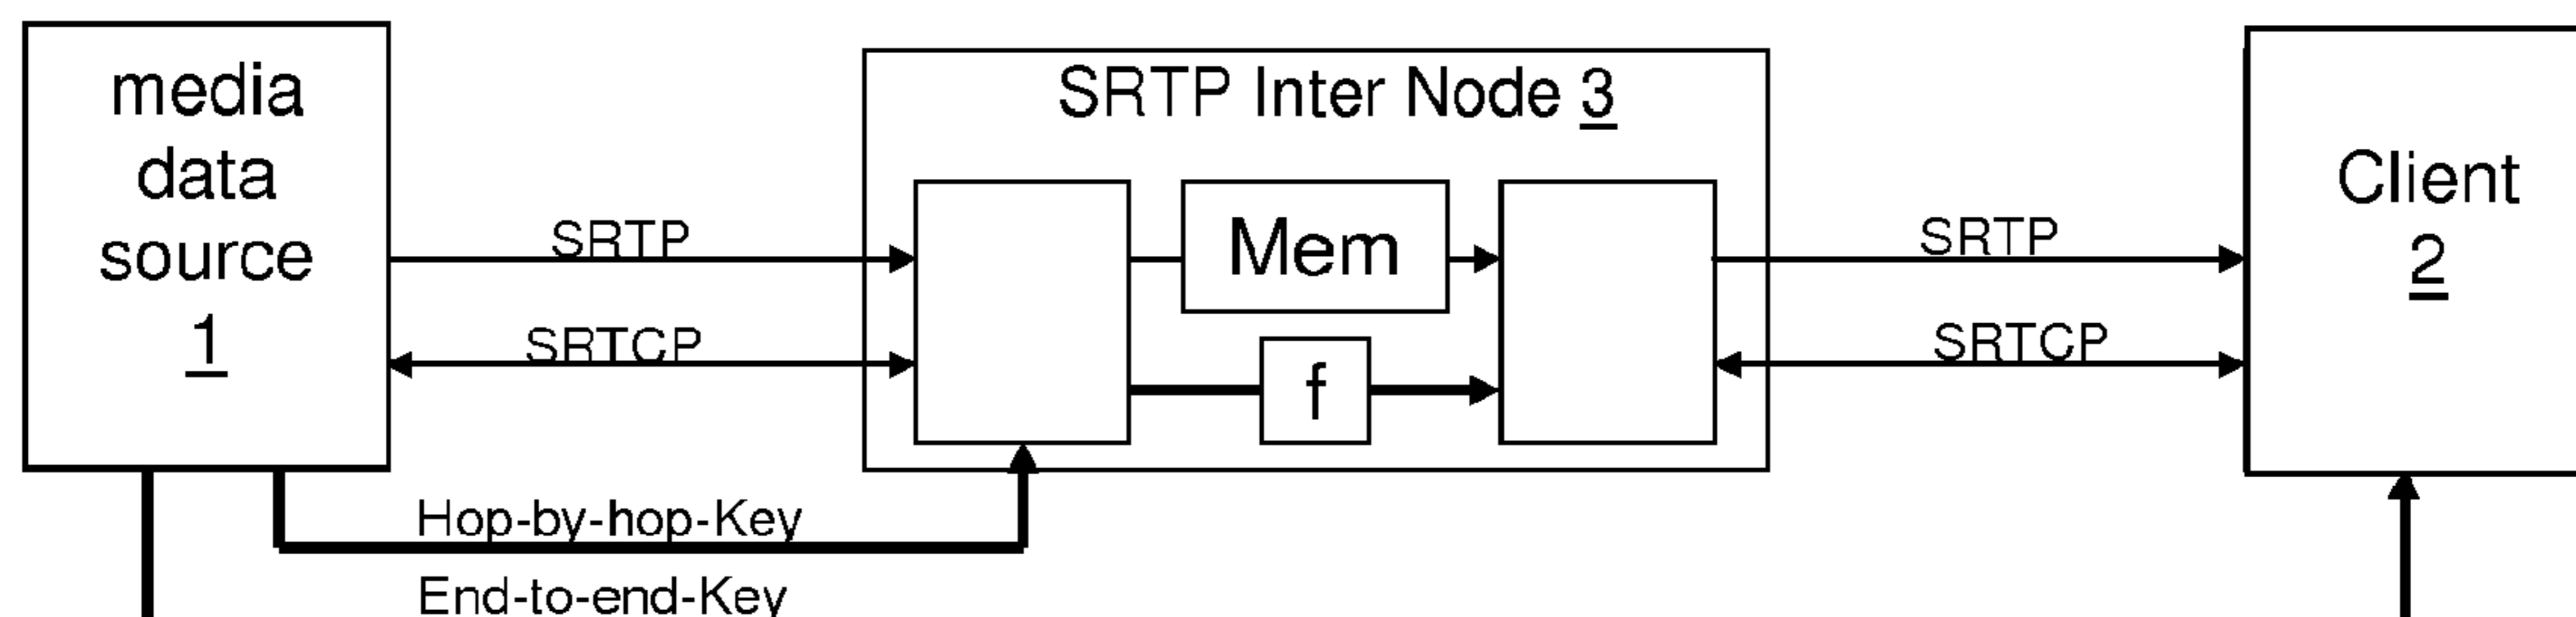 media
data
source
1
SRTP
SRTCP
SRTP Inter Node 3
Mem
f
SRTP
SRTCP
Client
2
Hop-by-hop-Key
End-to-end-Key